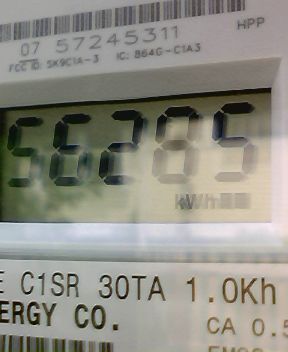 HPP
07 57245311
FCC ID: SK9C1A-3 IC: 864G-C1A3
56285
kWh
E C1SR 30TA 1.0Kh
ERGY CO.
CA 0.5